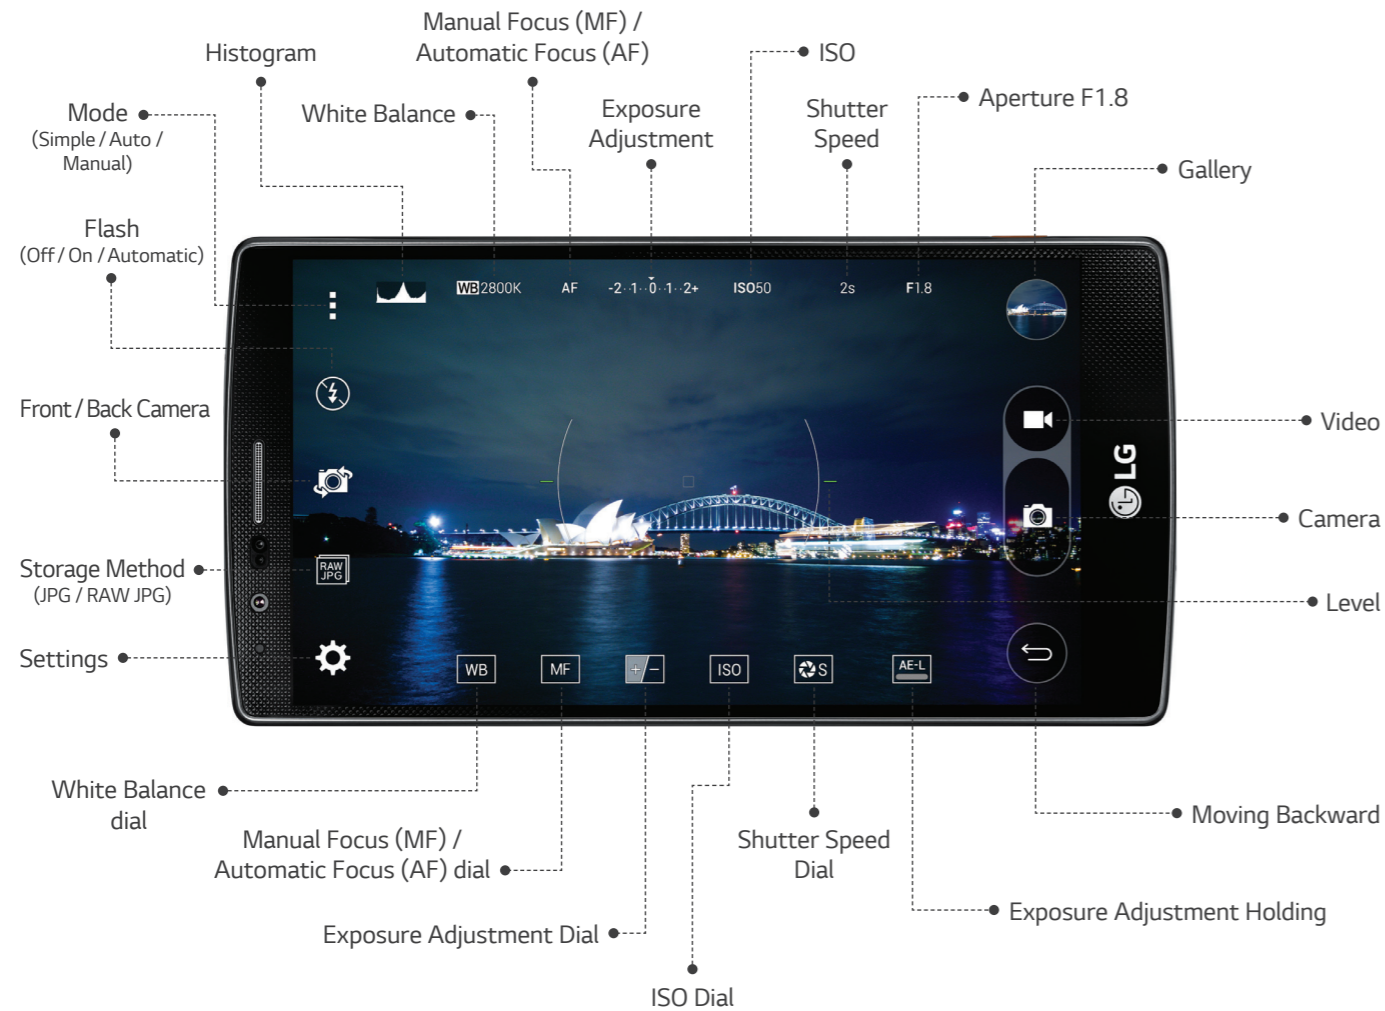 Manual Focus (MF) /
Automatic Focus (AF)
Histogram
ISO
Mode
(Simple / Auto /
Manual)
White Balance
Exposure
Adjustment
Shutter
Speed
Aperture F1.8
Gallery
Flash
(Off / On / Automatic)
WB 2800K
AF
-2··1··0··1··2+
ISO50
2s
F1.8
Front / Back Camera
Video
LG
Camera
Storage Method
(JPG / RAW JPG)
RAW
JPG
Level
Settings
WB
MF
+/-
ISO
S
AE-L
White Balance
dial
Manual Focus (MF) /
Automatic Focus (AF) dial
Shutter Speed
Dial
Moving Backward
Exposure Adjustment Dial
Exposure Adjustment Holding
ISO Dial